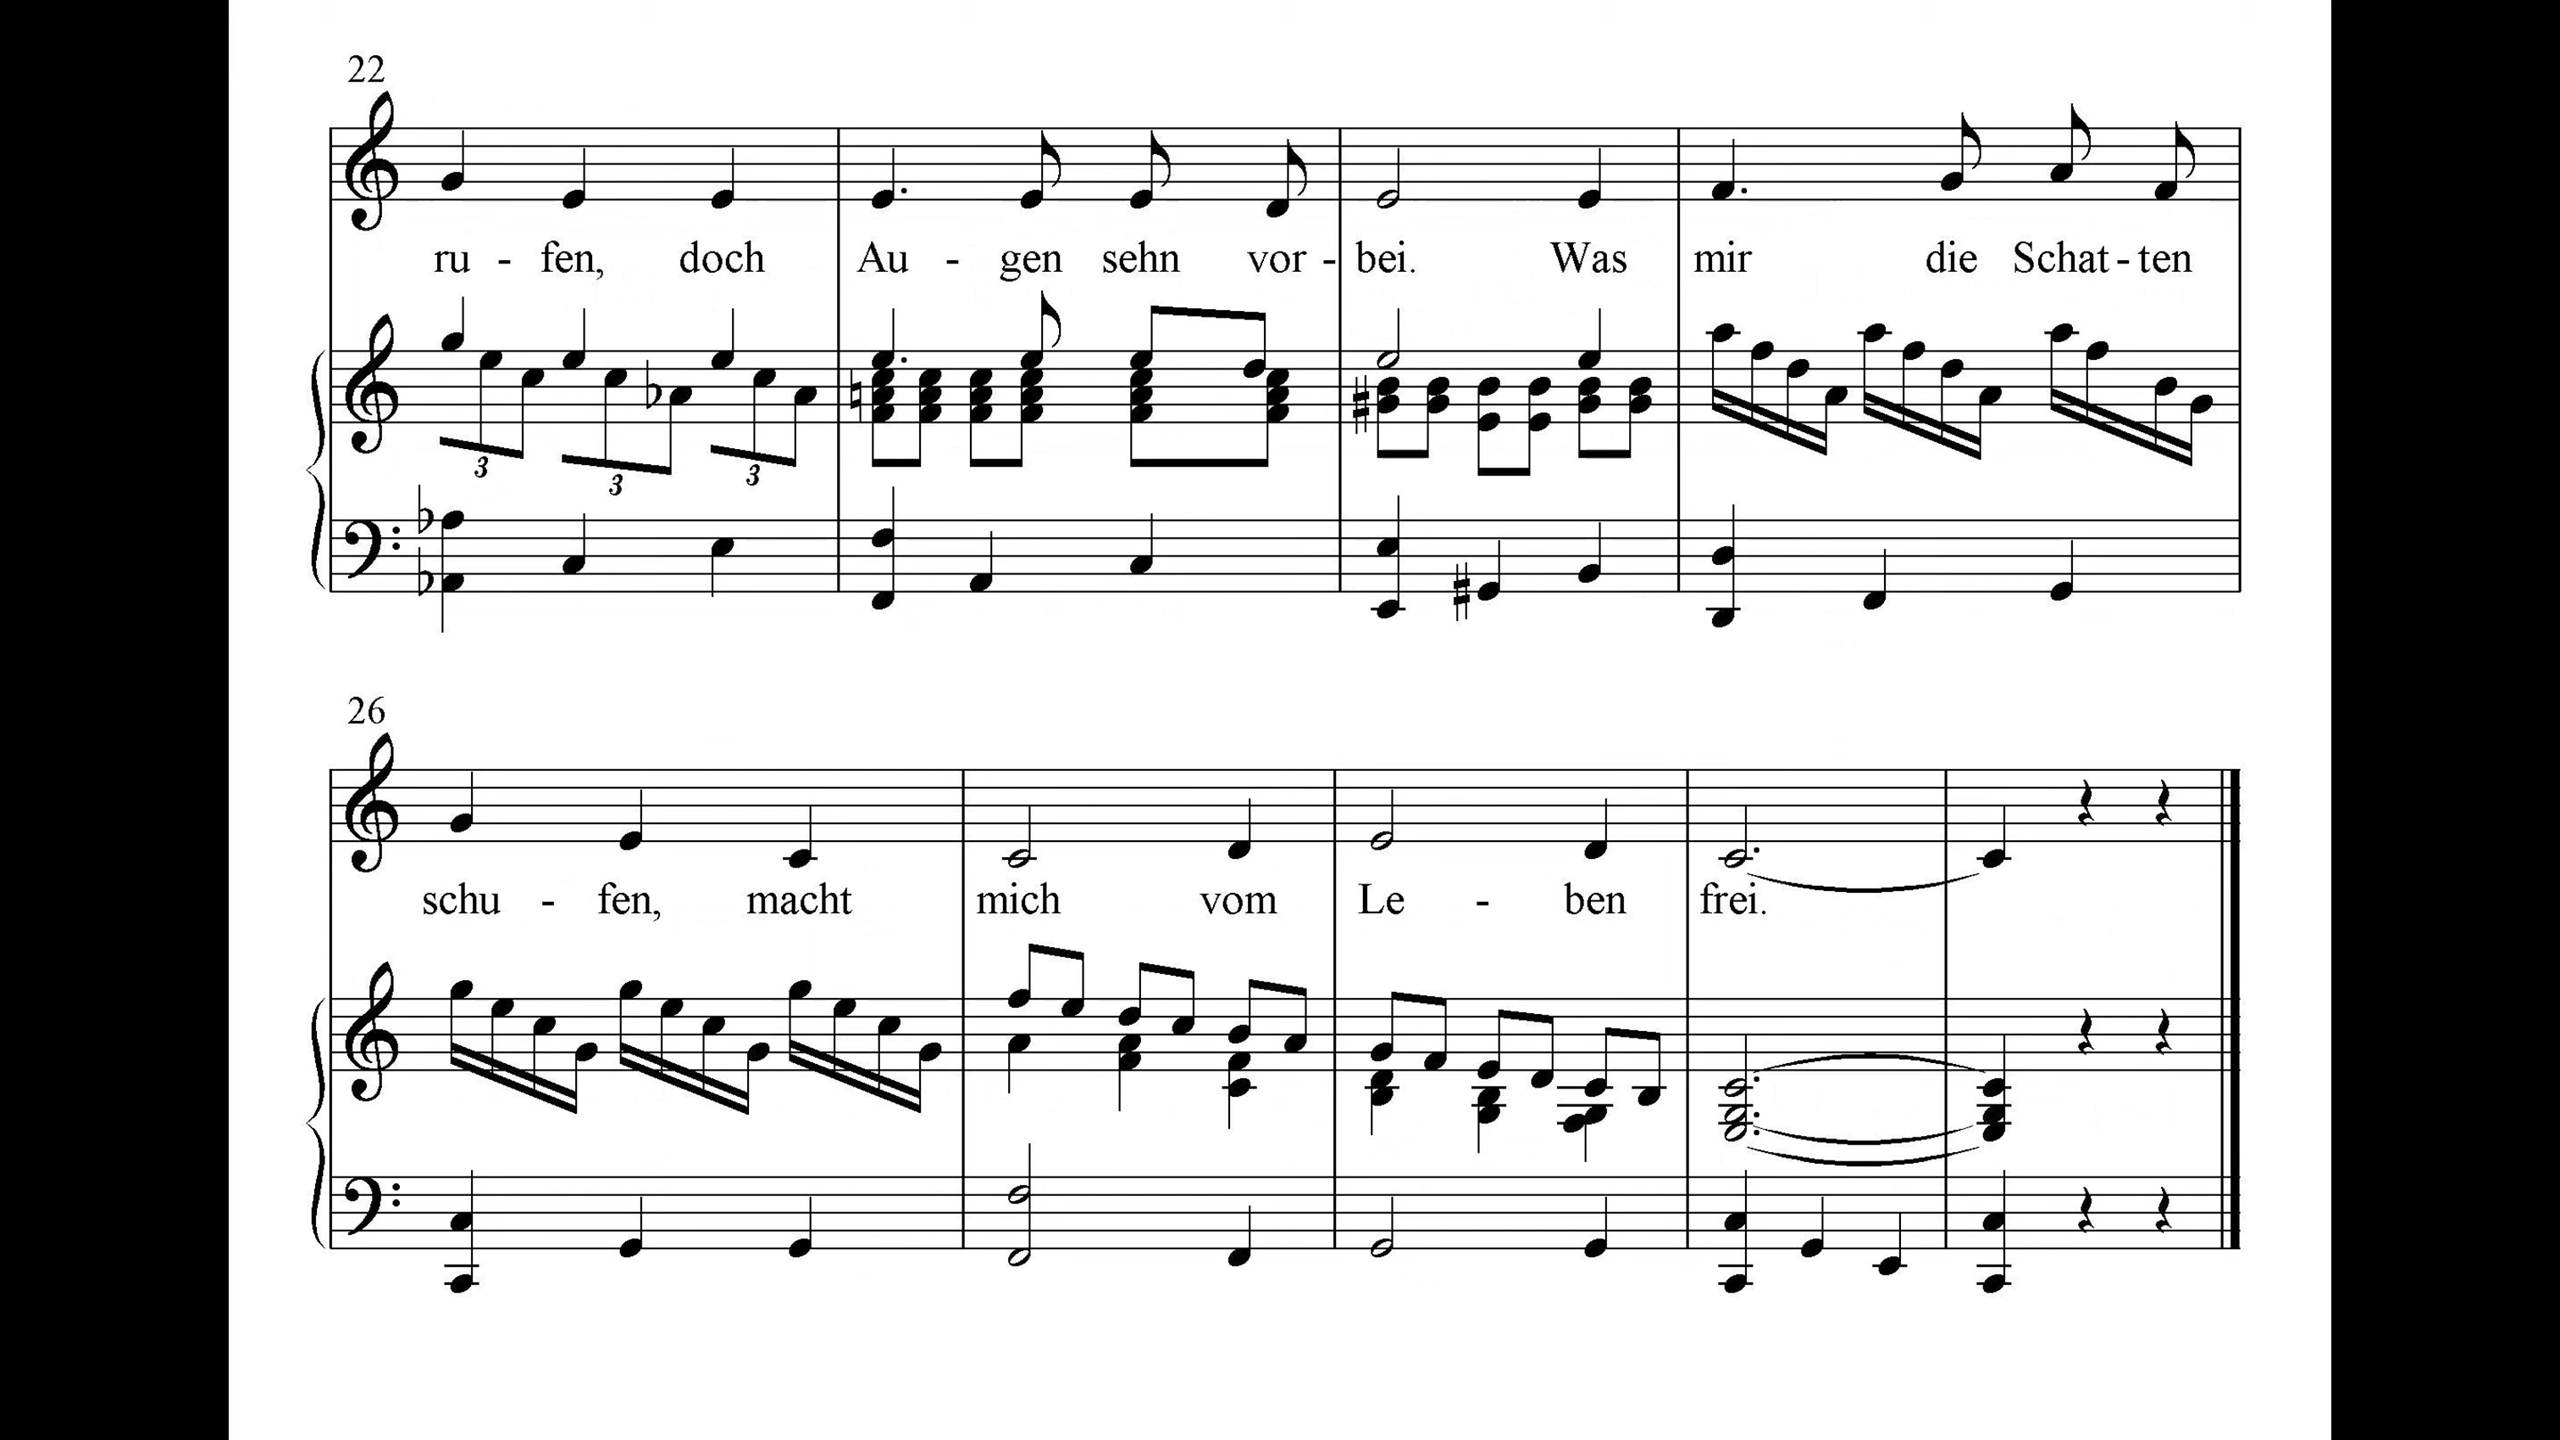 22
ru - fen, doch Au - gen sehn vor - bei. Was mir die Schat - ten
3 3 3
26
schu - fen, macht mich vom Le - ben frei.